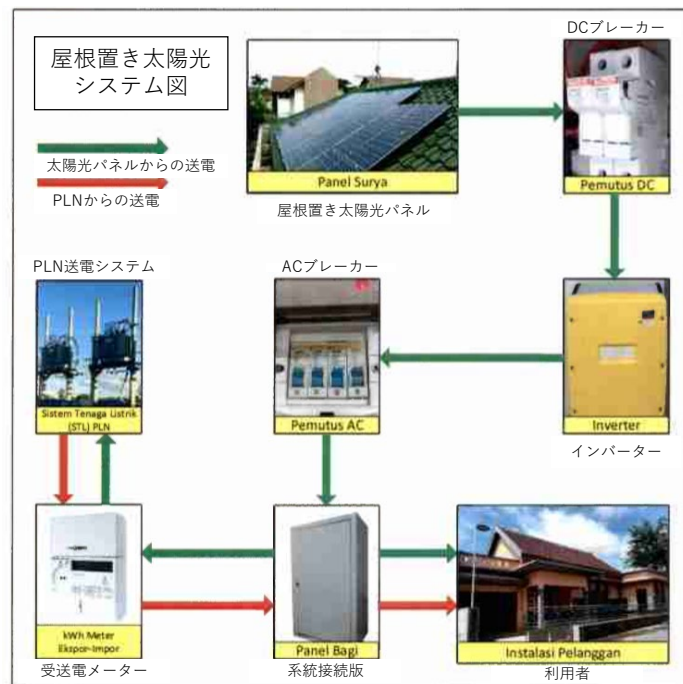 屋根置き太陽光
システム図
太陽光パネルからの送電
PLNからの送電
Panel Surya
屋根置き太陽光パネル
DCブレーカー
Pemutus DC
PLN送電システム
Sistem Tenaga Listrik
(STL) PLN
ACブレーカー
Pemutus AC
Inverter
インバーター
kWh Meter
Ekspor-Impor
受送電メーター
Panel Bagi
系統接続版
Instalasi Pelanggan
利用者